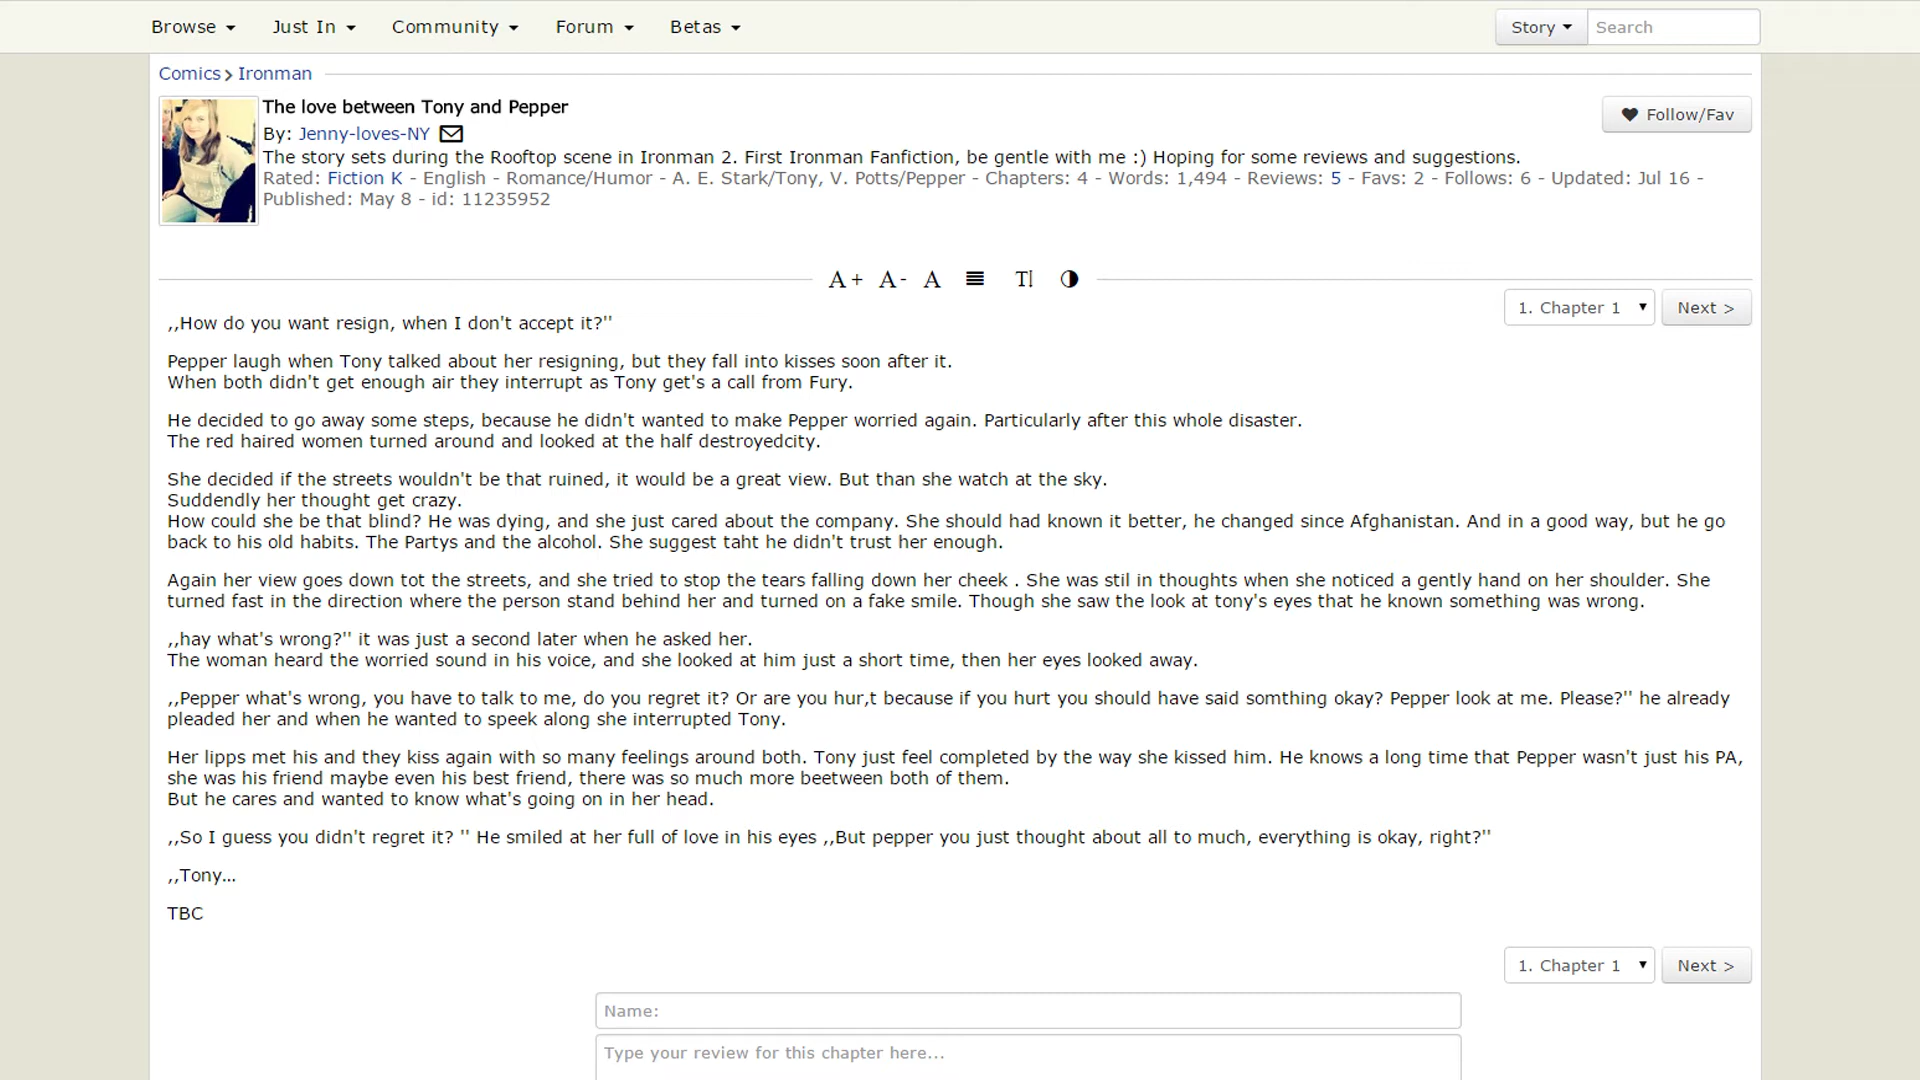 Browse Just In Community Forum Betas Story Search
Comics Ironman
The love between Tony and Pepper
Follow/Fav
By: Jenny-loves-NY
The story sets during the Rooftop scene in Ironman 2. First Ironman Fanfiction, be gentle with me :) Hoping for some reviews and suggestions.
Rated: Fiction K - English - Romance/Humor - A. E. Stark/Tony, V. Potts/Pepper - Chapters: 4 - Words: 1,494 - Reviews: 5 - Favs: 2 - Follows: 6 - Updated: Jul 16 -
Published: May 8 - id: 11235952
A+ A- A T|
1. Chapter 1 Next >
,,How do you want resign, when I don't accept it?''
Pepper laugh when Tony talked about her resigning, but they fall into kisses soon after it.
When both didn't get enough air they interrupt as Tony get's a call from Fury.
He decided to go away some steps, because he didn't wanted to make Pepper worried again. Particularly after this whole disaster.
The red haired women turned around and looked at the half destroyedcity.
She decided if the streets wouldn't be that ruined, it would be a great view. But than she watch at the sky.
Suddendly her thought get crazy.
How could she be that blind? He was dying, and she just cared about the company. She should had known it better, he changed since Afghanistan. And in a good way, but he go
back to his old habits. The Partys and the alcohol. She suggest taht he didn't trust her enough.
Again her view goes down tot the streets, and she tried to stop the tears falling down her cheek . She was stil in thoughts when she noticed a gently hand on her shoulder. She
turned fast in the direction where the person stand behind her and turned on a fake smile. Though she saw the look at tony's eyes that he known something was wrong.
,,hay what's wrong?'' it was just a second later when he asked her.
The woman heard the worried sound in his voice, and she looked at him just a short time, then her eyes looked away.
,,Pepper what's wrong, you have to talk to me, do you regret it? Or are you hur,t because if you hurt you should have said somthing okay? Pepper look at me. Please?'' he already
pleaded her and when he wanted to speek along she interrupted Tony.
Her lipps met his and they kiss again with so many feelings around both. Tony just feel completed by the way she kissed him. He knows a long time that Pepper wasn't just his PA,
she was his friend maybe even his best friend, there was so much more beetween both of them.
But he cares and wanted to know what's going on in her head.
,,So I guess you didn't regret it? '' He smiled at her full of love in his eyes ,,But pepper you just thought about all to much, everything is okay, right?''
,,Tony...
TBC
1. Chapter 1 Next >
Name:
Type your review for this chapter here...